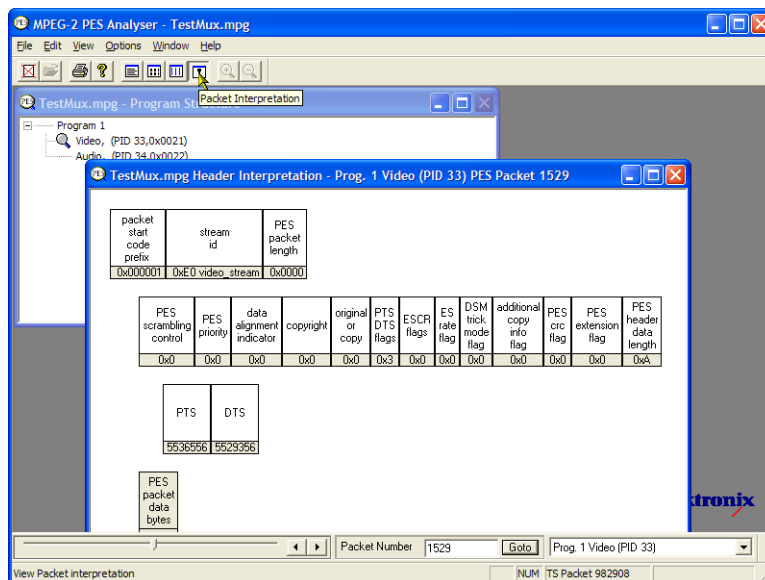 MPEG-2 PES Analyser - TestMux.mpg
File Edit View Options Window Help
Packet Interpretation
TestMux.mpg - Program St
Program 1
Video, (PID 33,0x0021)
Audio, (PID 34,0x0022)
TestMux.mpg Header Interpretation - Prog. 1 Video (PID 33) PES Packet 1529
packet start code prefix
stream id
PES packet length
0x000001 0xE0 video_stream 0x0000
PES scrambling control
PES priority
data alignment indicator
copyright
original or copy
PTS DTS flags
ESCR flags
ES rate flag
DSM trick mode flag
additional copy info flag
PES crc flag
PES extension flag
PES header data length
0x0 0x0 0x0 0x0 0x0 0x3 0x0 0x0 0x0 0x0 0x0 0x0 0xA
PTS DTS
5536556 5529356
PES packet data bytes
ktronix
Packet Number 1529 Goto Prog. 1 Video (PID 33)
View Packet interpretation NUM TS Packet 982908